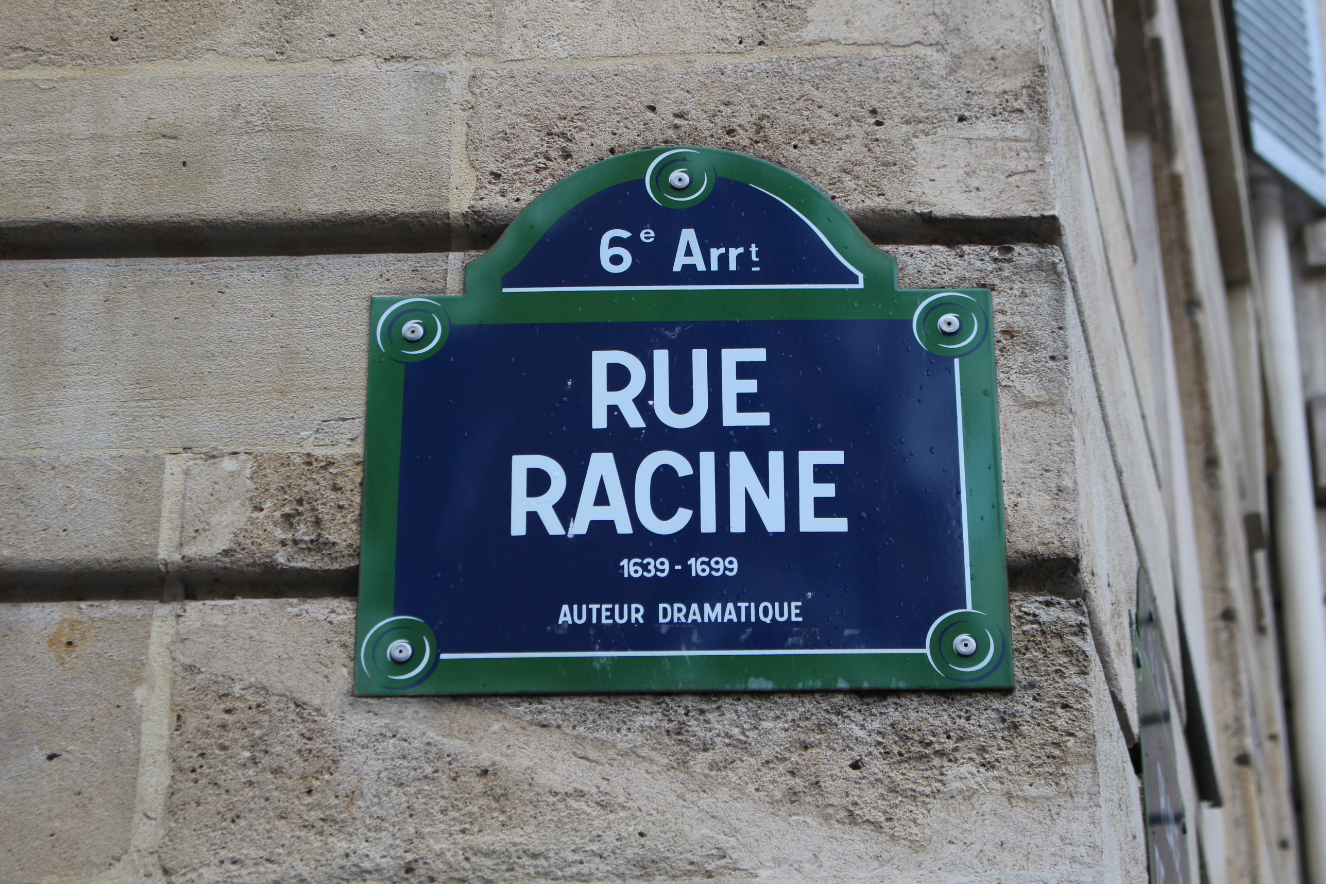 6e Arrt
RUE
RACINE
1639 - 1699
AUTEUR DRAMATIQUE